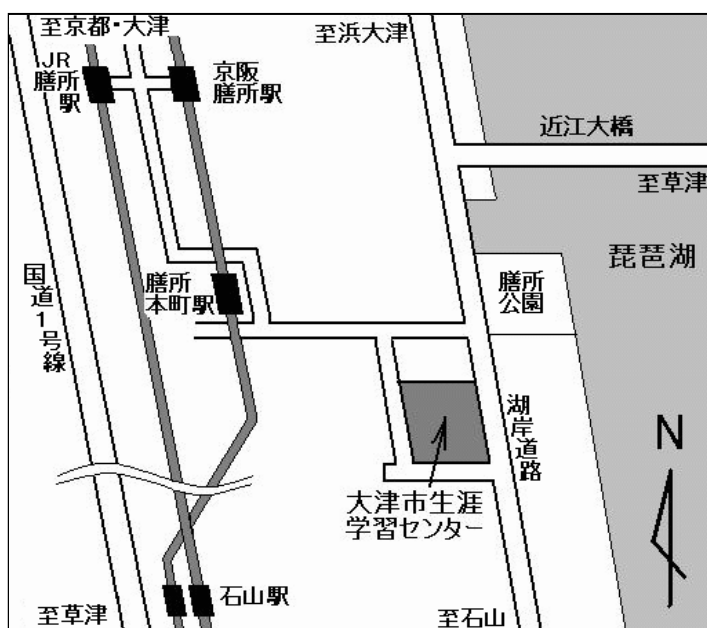 至京都・大津
至浜大津
JR
膳所
駅
京阪
膳所駅
近江大橋
至草津
琵琶湖
国道1号線
膳所
本町駅
膳所
公園
湖岸道路
N
大津市生涯
学習センター
石山駅
至草津
至石山